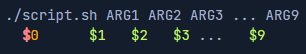 ./script.sh ARG1 ARG2 ARG3 ... ARG9
$0 $1 $2 $3 ... $9